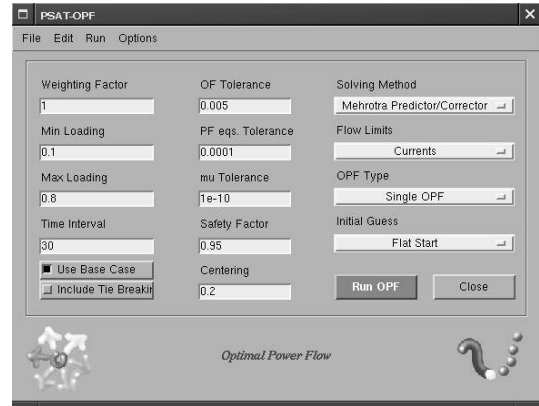 PSAT-OPF
File Edit Run Options
Weighting Factor
1
Min Loading
0.1
Max Loading
0.8
Time Interval
30
Use Base Case
Include Tie Breakin
OF Tolerance
0.005
PF eqs. Tolerance
0.0001
mu Tolerance
1e-10
Safety Factor
0.95
Centering
0.2
Solving Method
Mehrotra Predictor/Corrector
Flow Limits
Currents
OPF Type
Single OPF
Initial Guess
Flat Start
Run OPF Close
Optimal Power Flow